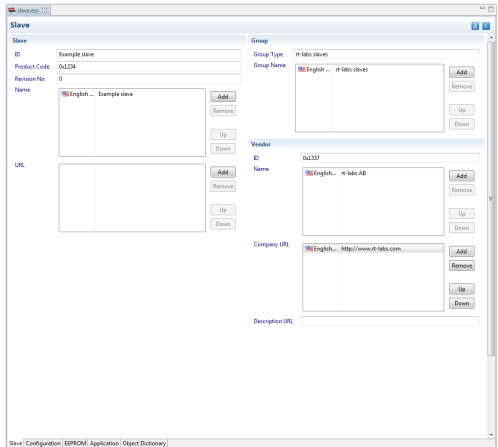 slave.esx
Slave
Slave
ID Example slave
Product Code 0x1234
Revision No 0
Name
English ... Example slave
Add
Remove
Up
Down
URL
Add
Remove
Up
Down
Group
Group Type rt-labs slaves
Group Name
English ... rt-labs slaves
Add
Remove
Up
Down
Vendor
ID 0x1337
Name
English... rt-labs AB
Add
Remove
Up
Down
Company URL
English... http://www.rt-labs.com
Add
Remove
Up
Down
Description URL
Slave Configuration EEPROM Application Object Dictionary